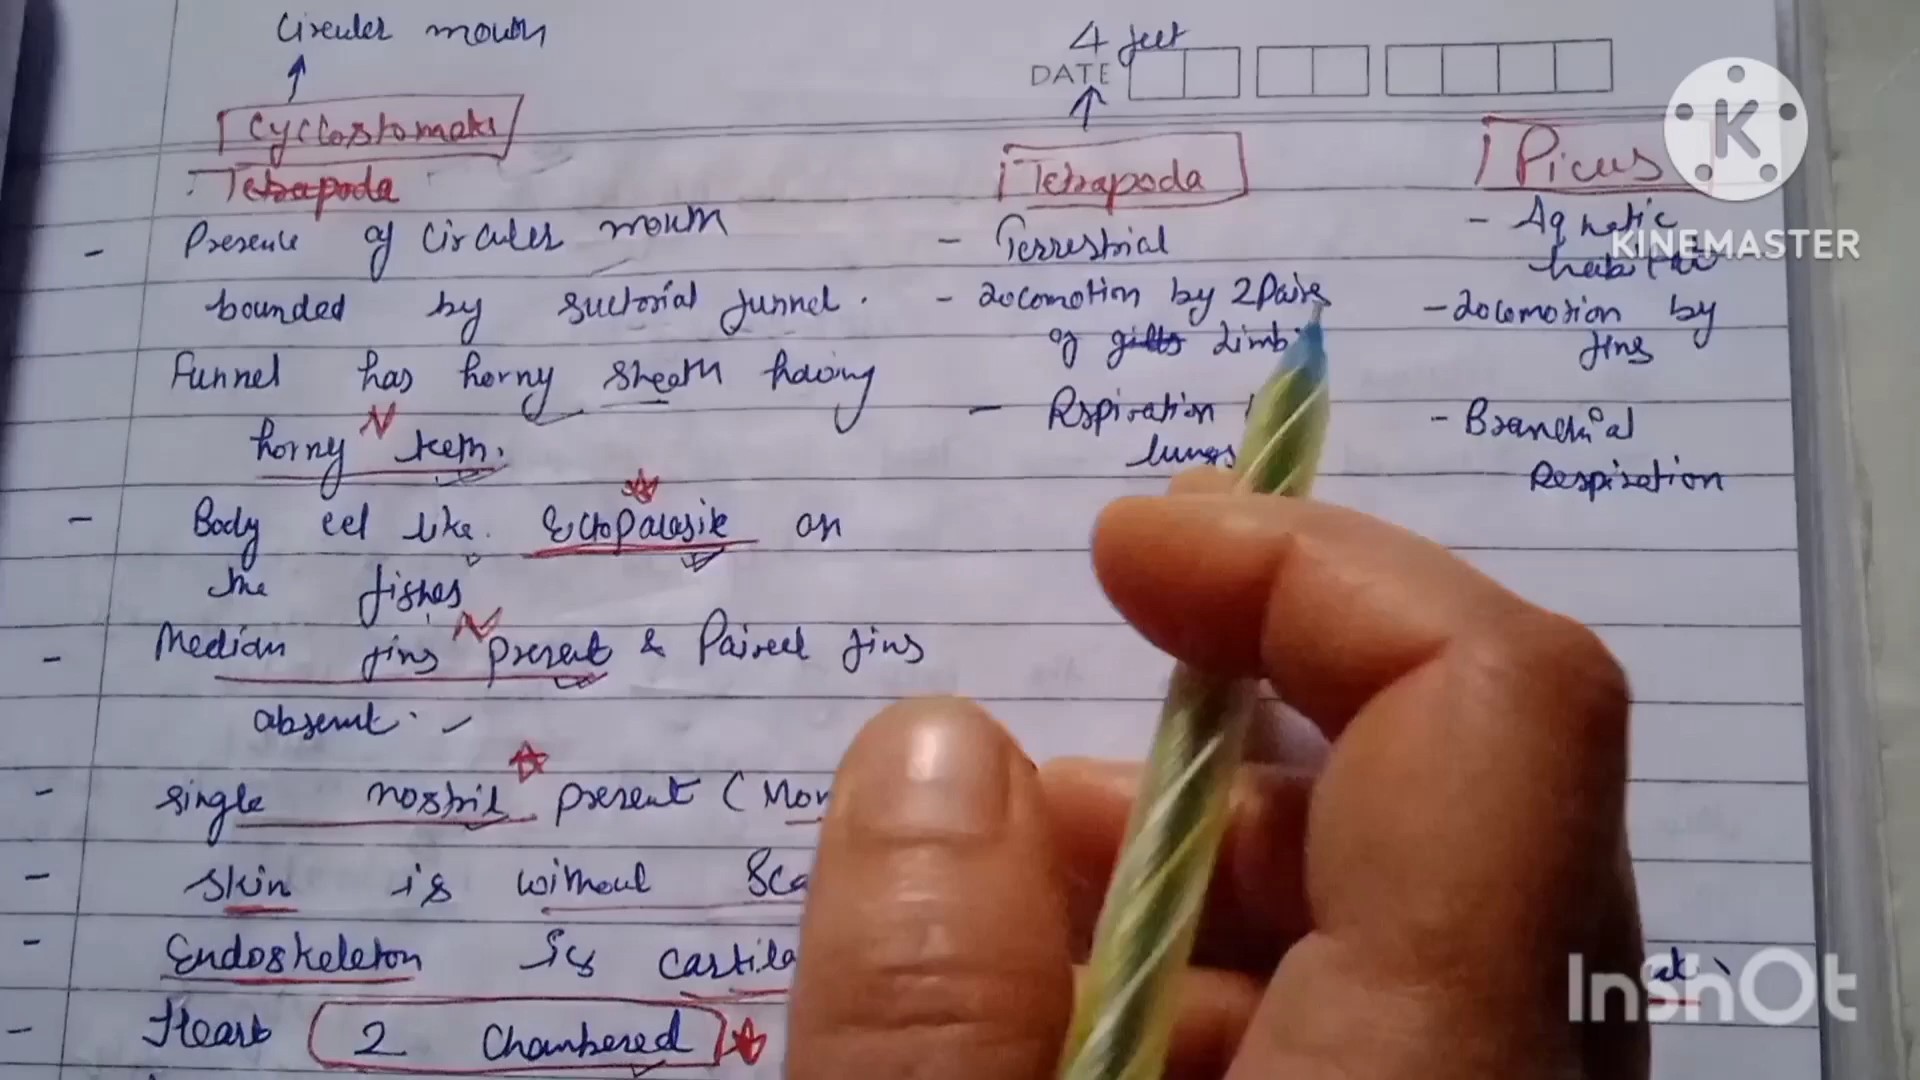 Circular mouth
4 feet
DATE
Cyclostomata
Tetrapoda
Tetrapoda
Picus
K
KINEMASTER
- Presence of Circular mouth
bounded by suctorial funnel.
Funnel has horny sheath having
horny teeth.
- Body eel like. Ectoparasite on
the fishes
- Median fins present & Paired fins
absent.
- single nostril present (Mon
- skin is without Sca
- Endoskeleton is cartila
- Heart 2 Chambered
- Terrestrial
- Locomotion by 2 Pairs
of gills Limb
- Rspiration
lungs
- Aquatic
habitat
- Locomotion by
fins
- Branchial
Respiration
InShOt